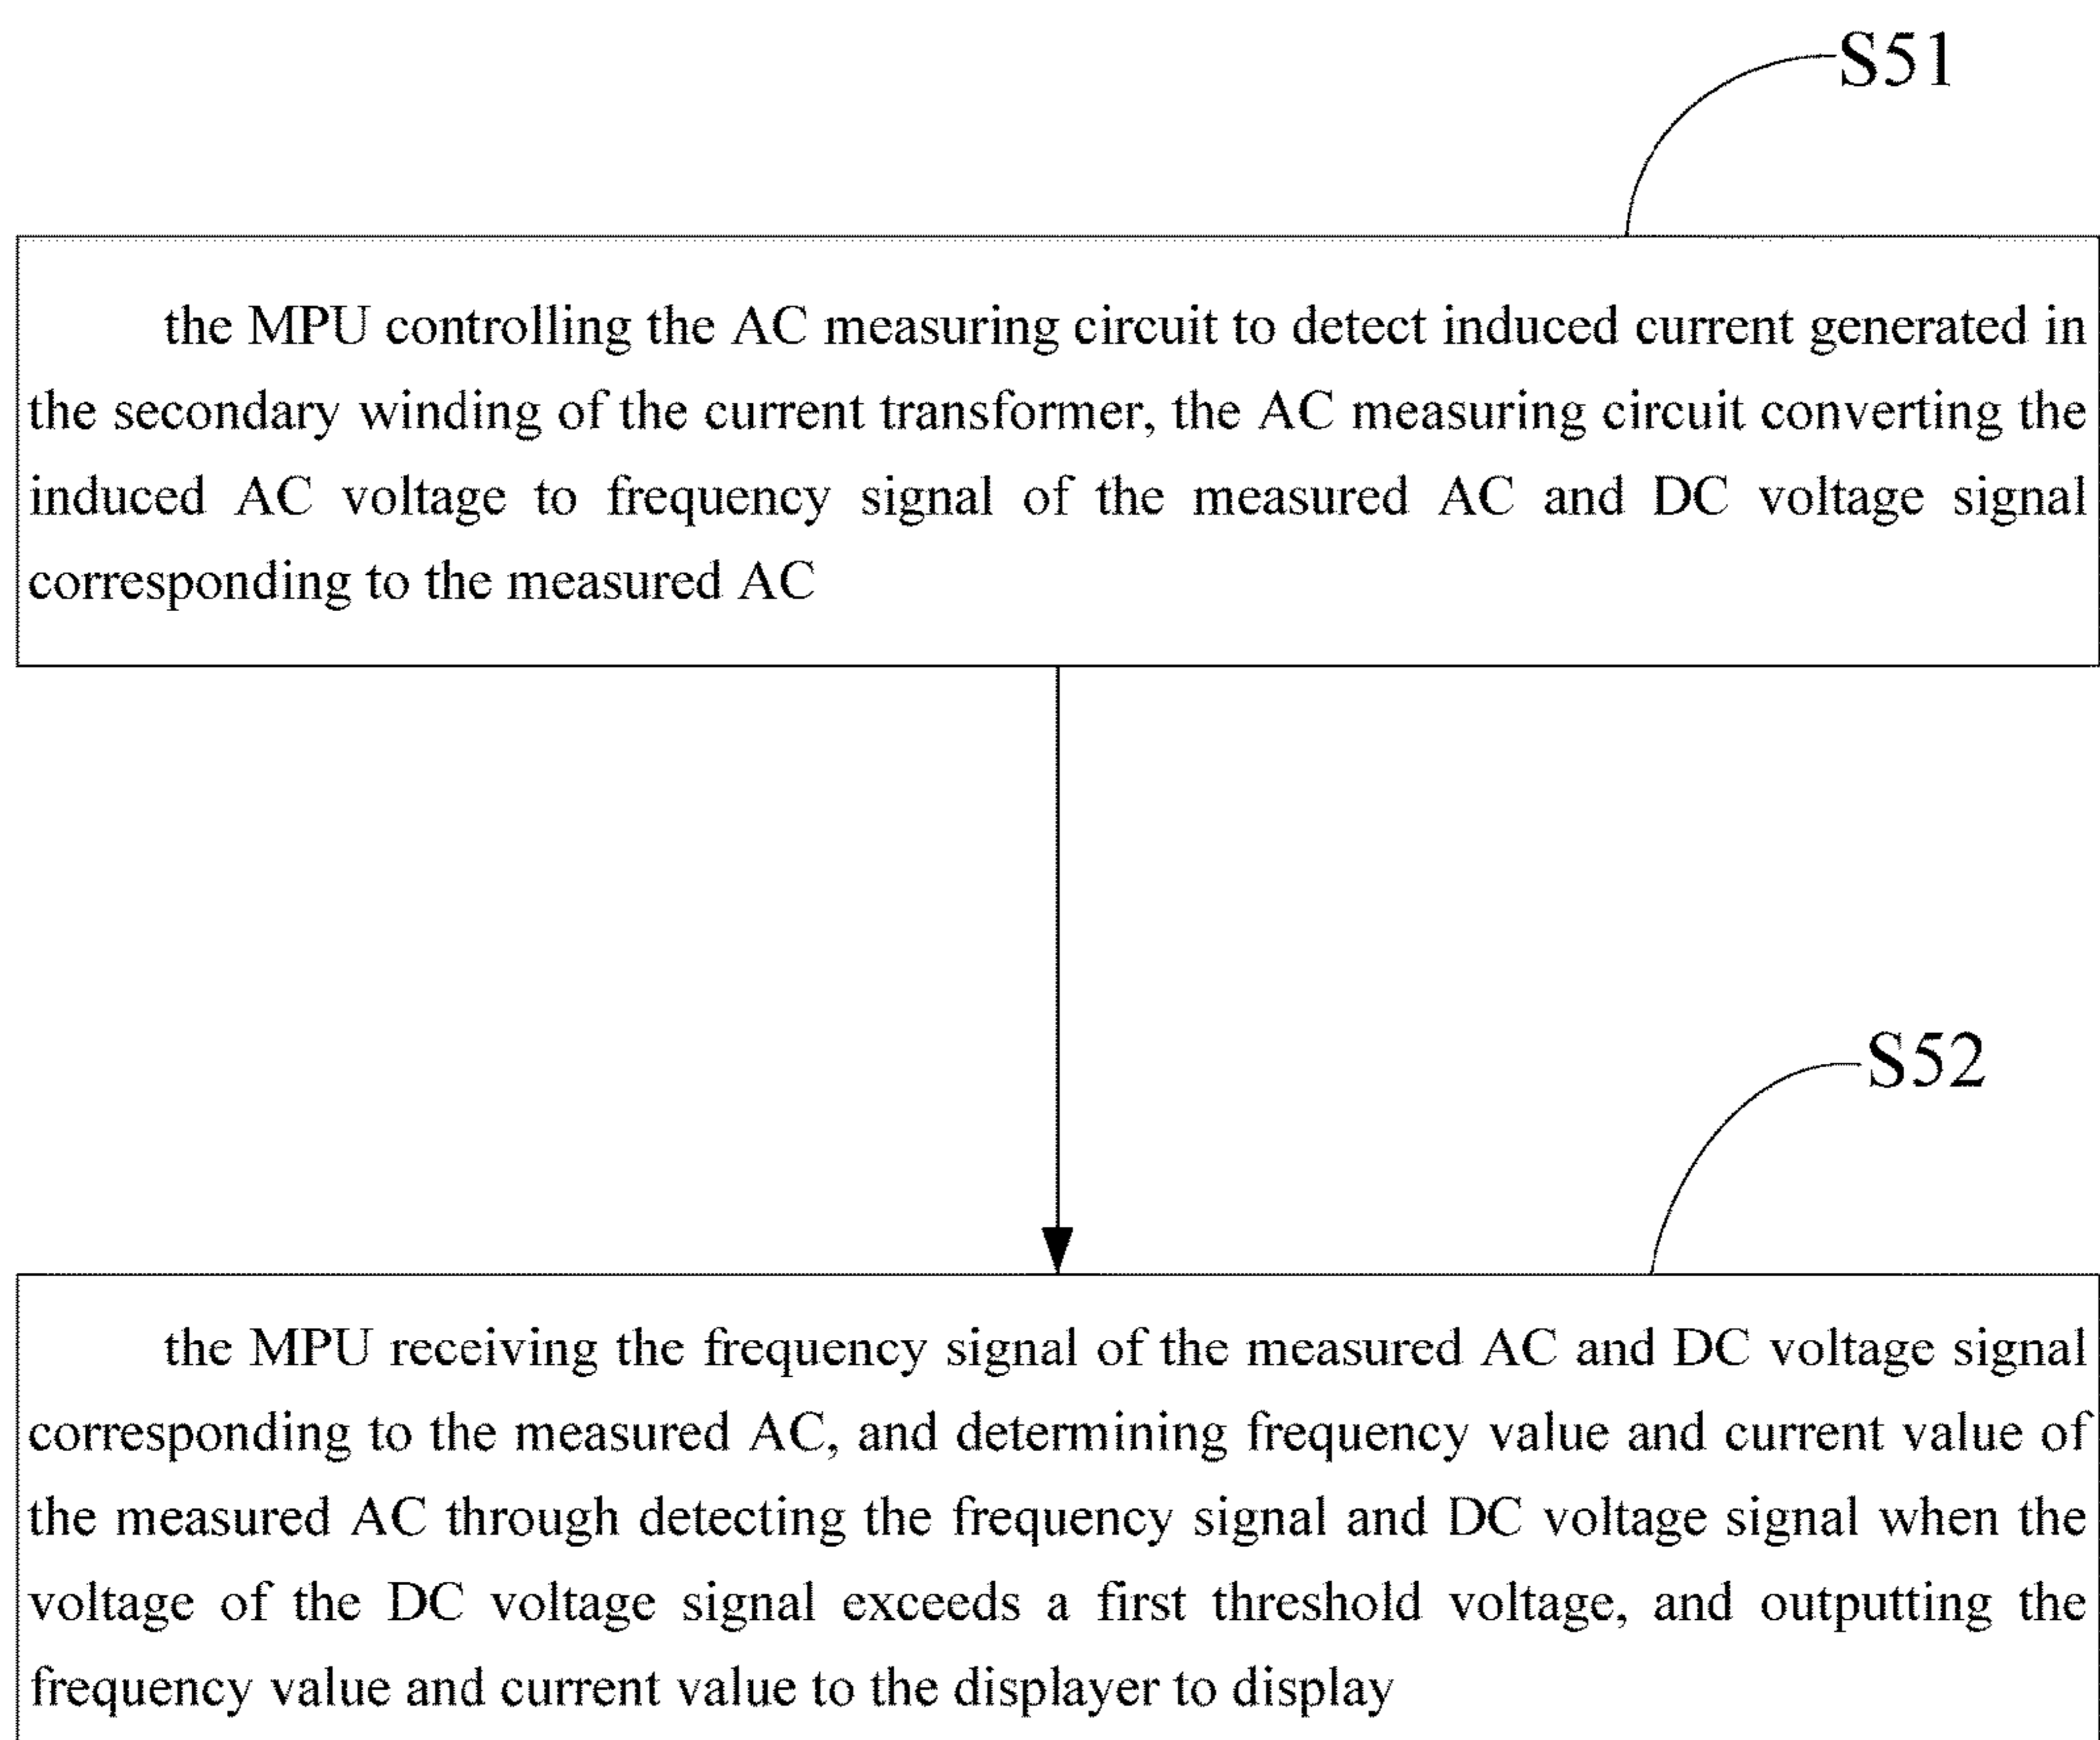 S51
the MPU controlling the AC measuring circuit to detect induced current generated in
the secondary winding of the current transformer, the AC measuring circuit converting the
induced AC voltage to frequency signal of the measured AC and DC voltage signal
corresponding to the measured AC
S52
the MPU receiving the frequency signal of the measured AC and DC voltage signal
corresponding to the measured AC, and determining frequency value and current value of
the measured AC through detecting the frequency signal and DC voltage signal when the
voltage of the DC voltage signal exceeds a first threshold voltage, and outputting the
frequency value and current value to the displayer to display